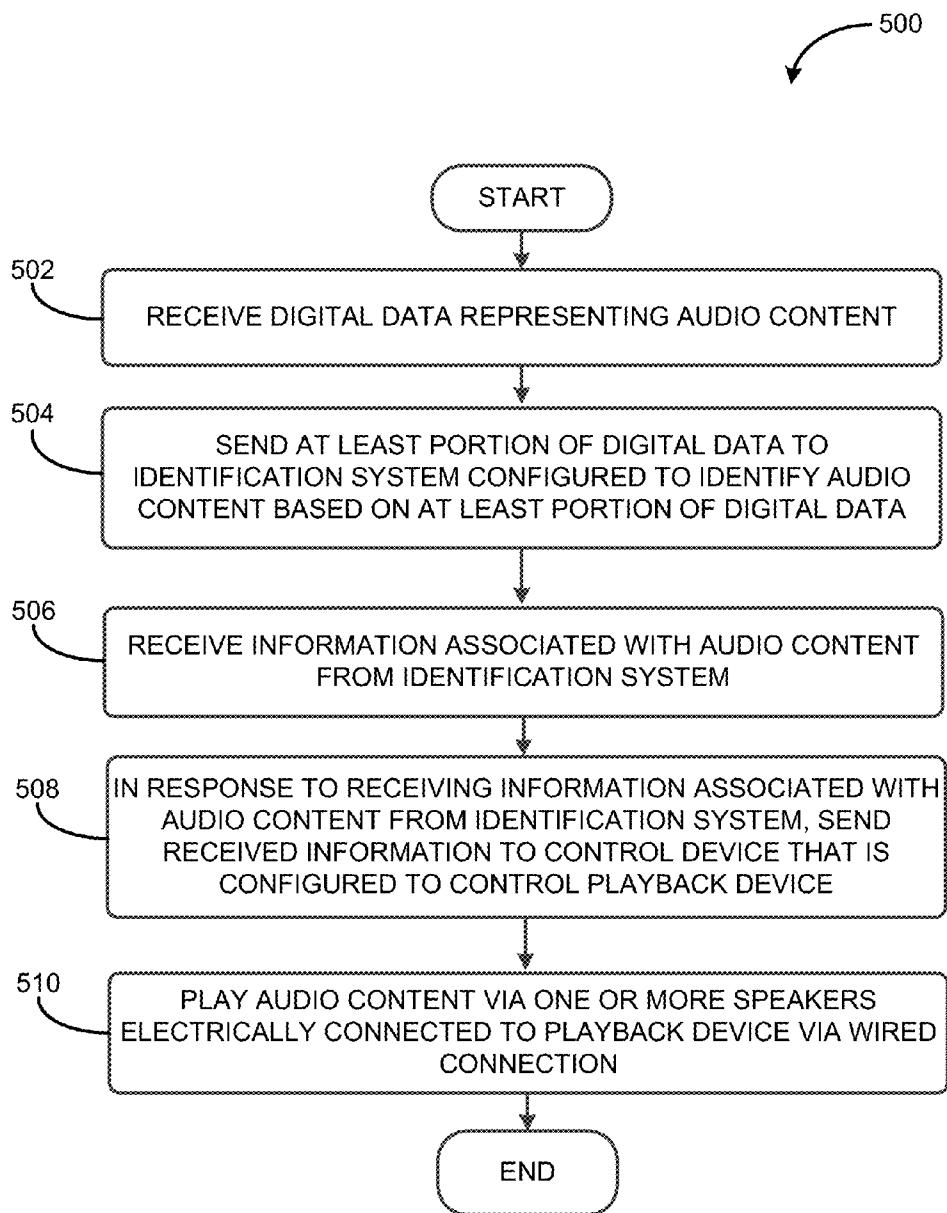 500
START
502
RECEIVE DIGITAL DATA REPRESENTING AUDIO CONTENT
504
SEND AT LEAST PORTION OF DIGITAL DATA TO
IDENTIFICATION SYSTEM CONFIGURED TO IDENTIFY AUDIO
CONTENT BASED ON AT LEAST PORTION OF DIGITAL DATA
506
RECEIVE INFORMATION ASSOCIATED WITH AUDIO CONTENT
FROM IDENTIFICATION SYSTEM
508
IN RESPONSE TO RECEIVING INFORMATION ASSOCIATED WITH
AUDIO CONTENT FROM IDENTIFICATION SYSTEM, SEND
RECEIVED INFORMATION TO CONTROL DEVICE THAT IS
CONFIGURED TO CONTROL PLAYBACK DEVICE
510
PLAY AUDIO CONTENT VIA ONE OR MORE SPEAKERS
ELECTRICALLY CONNECTED TO PLAYBACK DEVICE VIA WIRED
CONNECTION
END